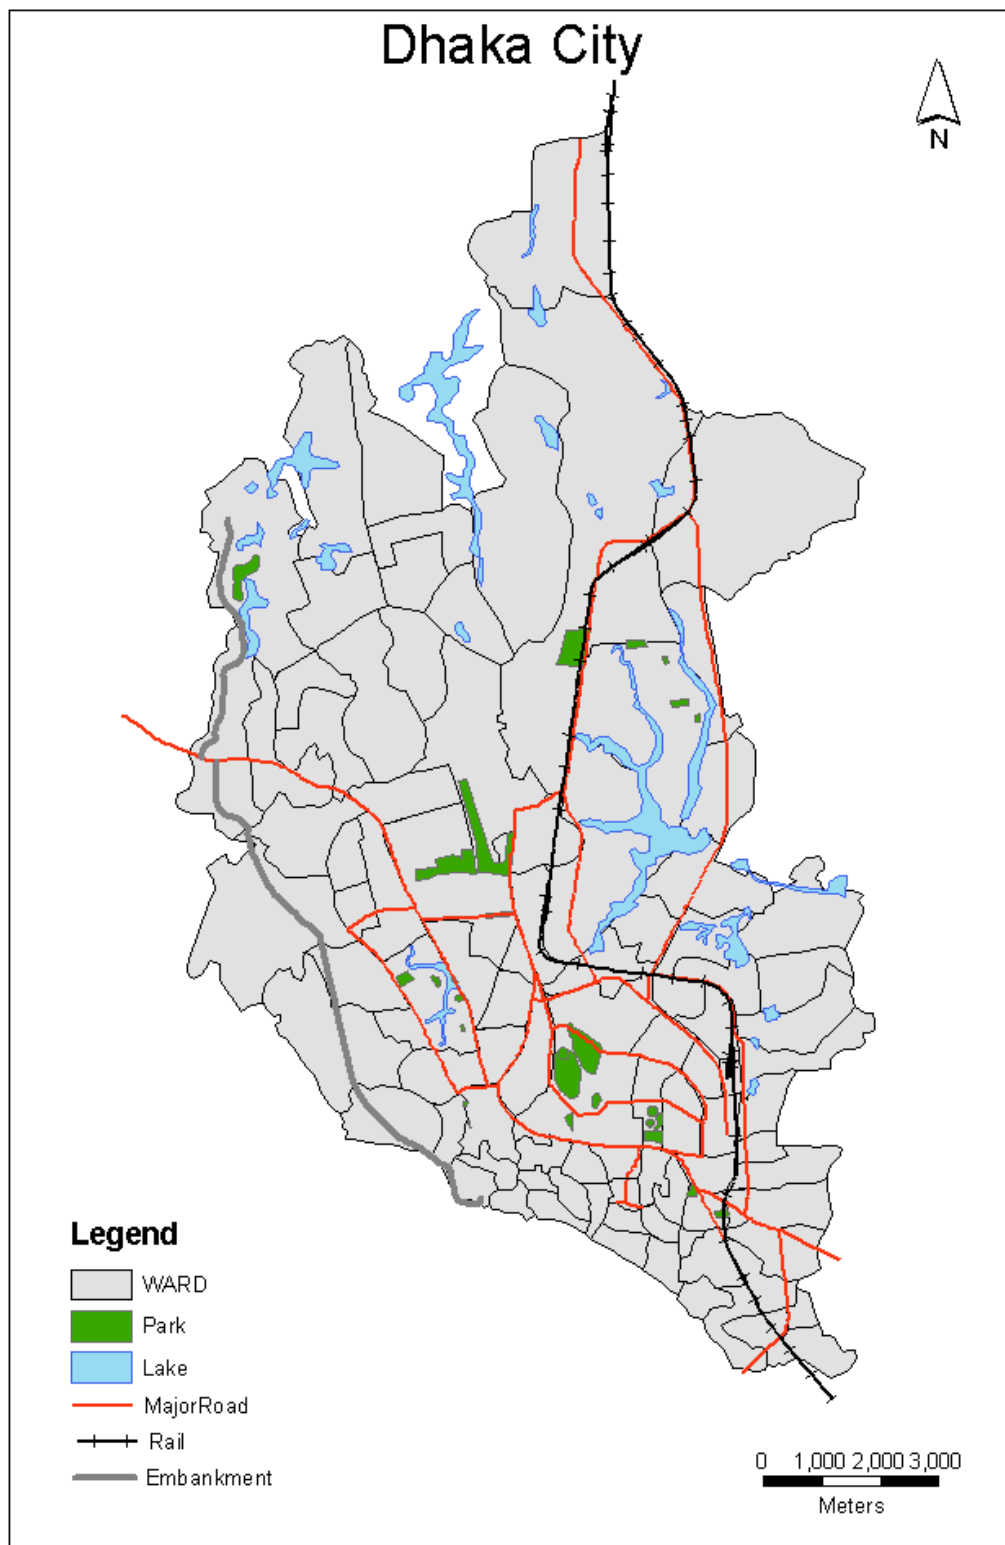 Dhaka City
N
Legend
WARD
Park
Lake
MajorRoad
Rail
Embankment
0 1,000 2,000 3,000
Meters